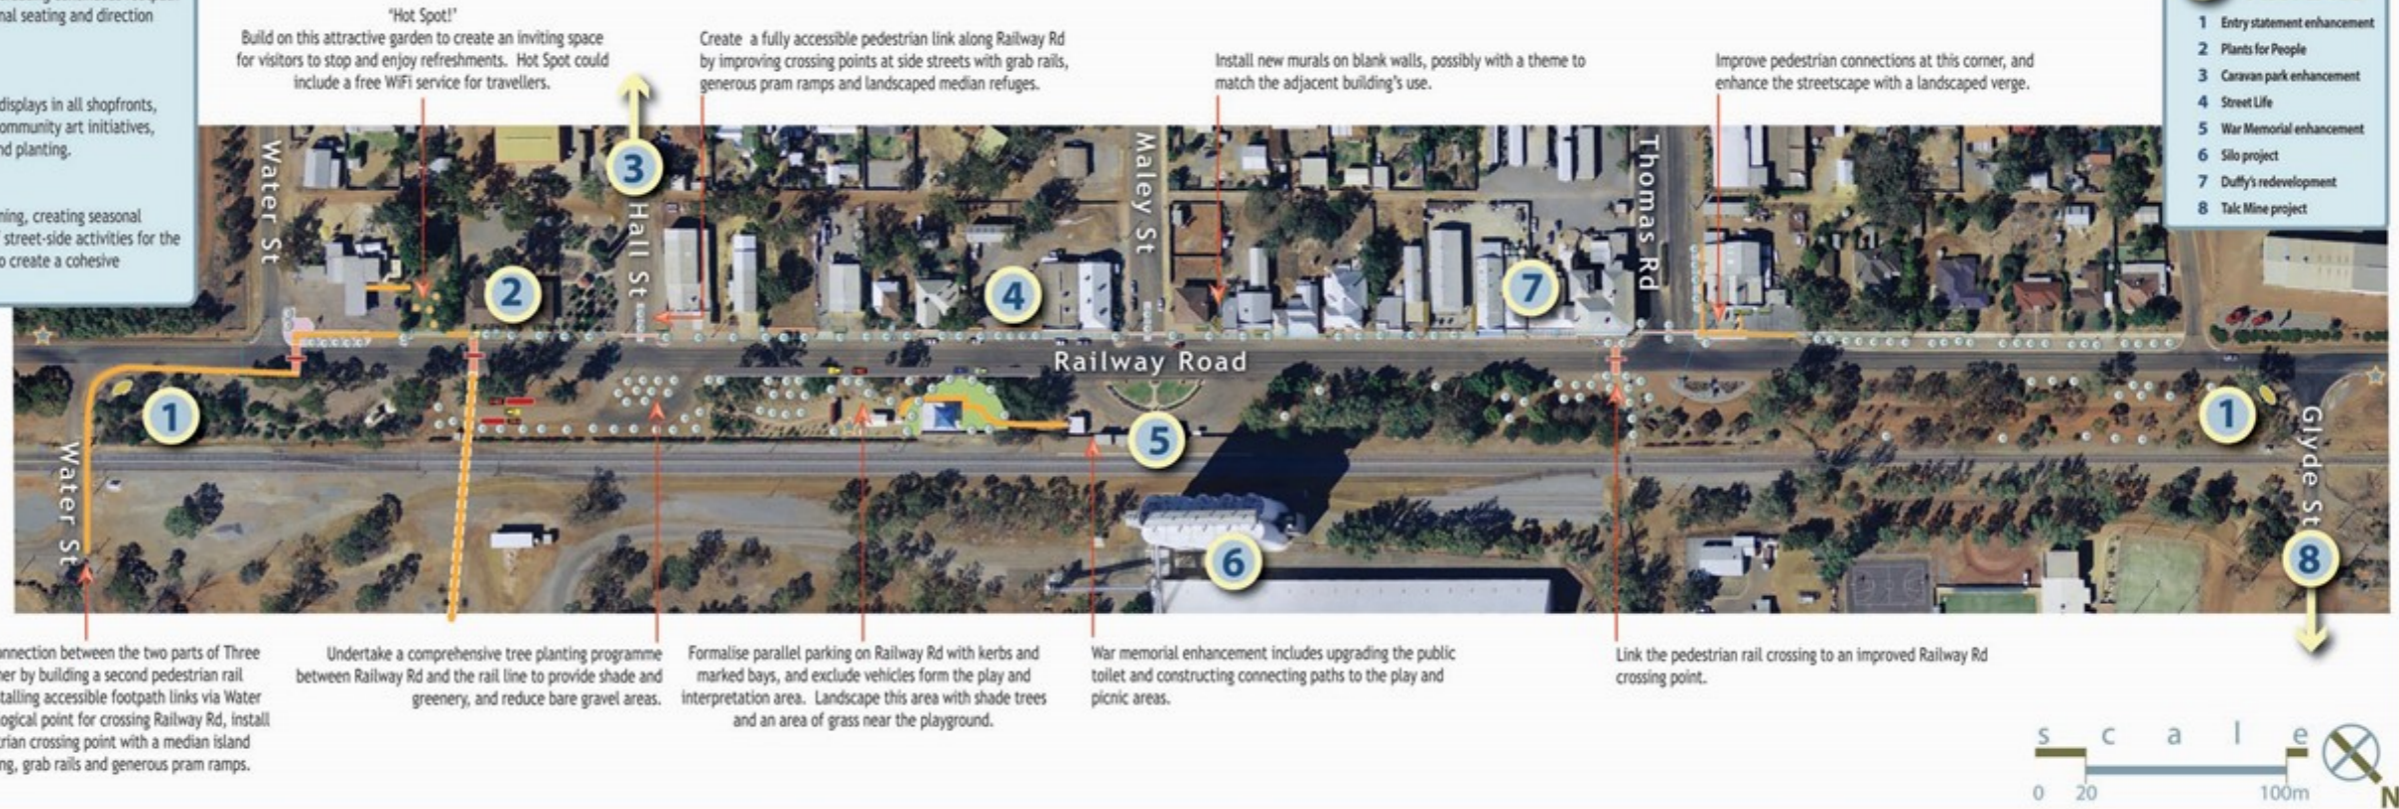 nal seating and direction
displays in all shopfronts,
ommunity art initiatives,
nd planting.
ning, creating seasonal
street-side activities for the
o create a cohesive
'Hot Spot!'
Build on this attractive garden to create an inviting space
for visitors to stop and enjoy refreshments. Hot Spot could
include a free WiFi service for travellers.
Create a fully accessible pedestrian link along Railway Rd
by improving crossing points at side streets with grab rails,
generous pram ramps and landscaped median refuges.
Install new murals on blank walls, possibly with a theme to
match the adjacent building's use.
Improve pedestrian connections at this corner, and
enhance the streetscape with a landscaped verge.
1 Entry statement enhancement
2 Plants for People
3 Caravan park enhancement
4 Street Life
5 War Memorial enhancement
6 Silo project
7 Duffy's redevelopment
8 Talc Mine project
Water St
3
Hall St
Maley St
Thomas Rd
2
4
7
Railway Road
1
5
1
Water St
6
Glyde St
8
onnection between the two parts of Three
ner by building a second pedestrian rail
talling accessible footpath links via Water
ogical point for crossing Railway Rd, install
trian crossing point with a median island
ng, grab rails and generous pram ramps.
Undertake a comprehensive tree planting programme
between Railway Rd and the rail line to provide shade and
greenery, and reduce bare gravel areas.
Formalise parallel parking on Railway Rd with kerbs and
marked bays, and exclude vehicles form the play and
interpretation area. Landscape this area with shade trees
and an area of grass near the playground.
War memorial enhancement includes upgrading the public
toilet and constructing connecting paths to the play and
picnic areas.
Link the pedestrian rail crossing to an improved Railway Rd
crossing point.
scale
0 20 100m
N